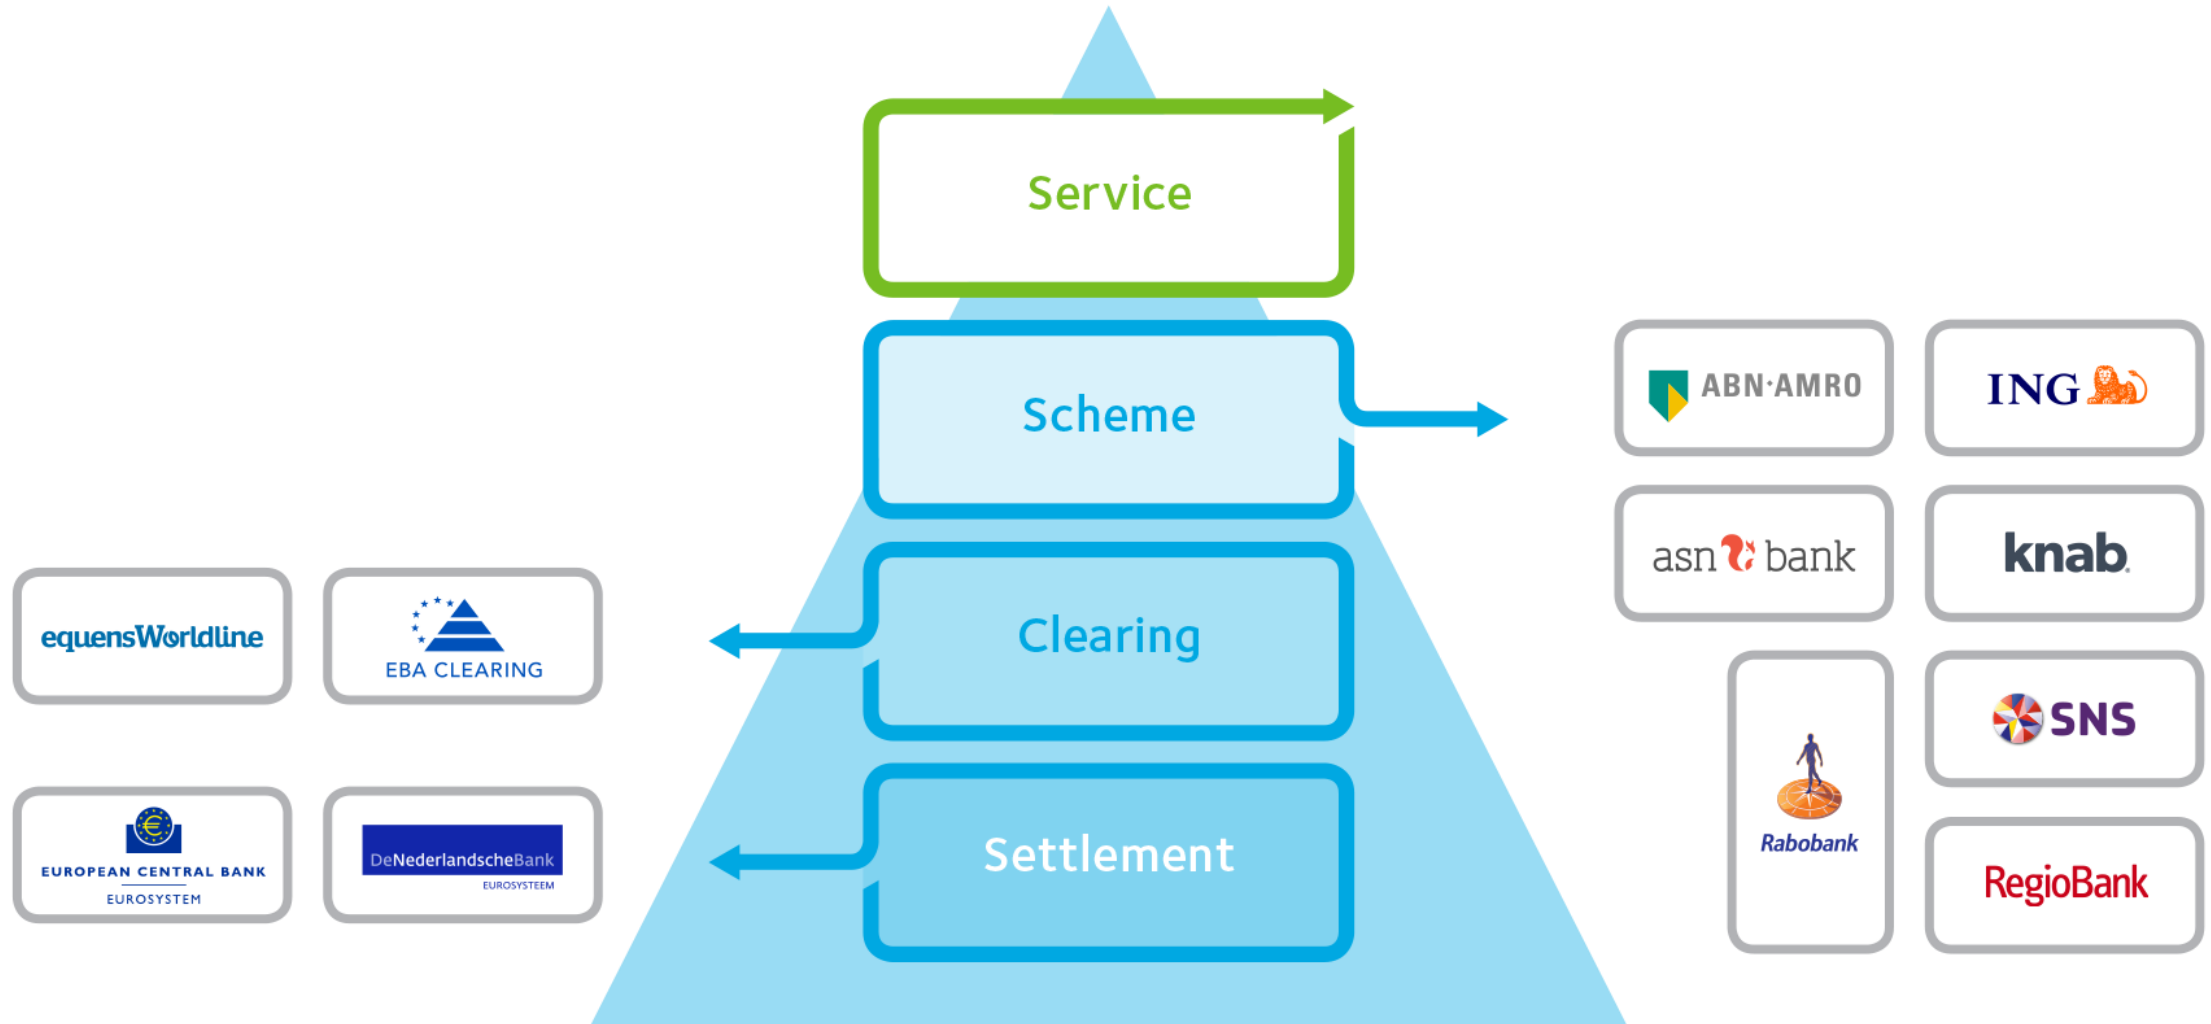 Service
Scheme
Clearing
Settlement
equensWorldline
EBA CLEARING
EUROPEAN CENTRAL BANK
EUROSYSTEM
DeNederlandscheBank
EUROSYSTEEM
ABN·AMRO
ING
asn bank
knab.
Rabobank
SNS
RegioBank